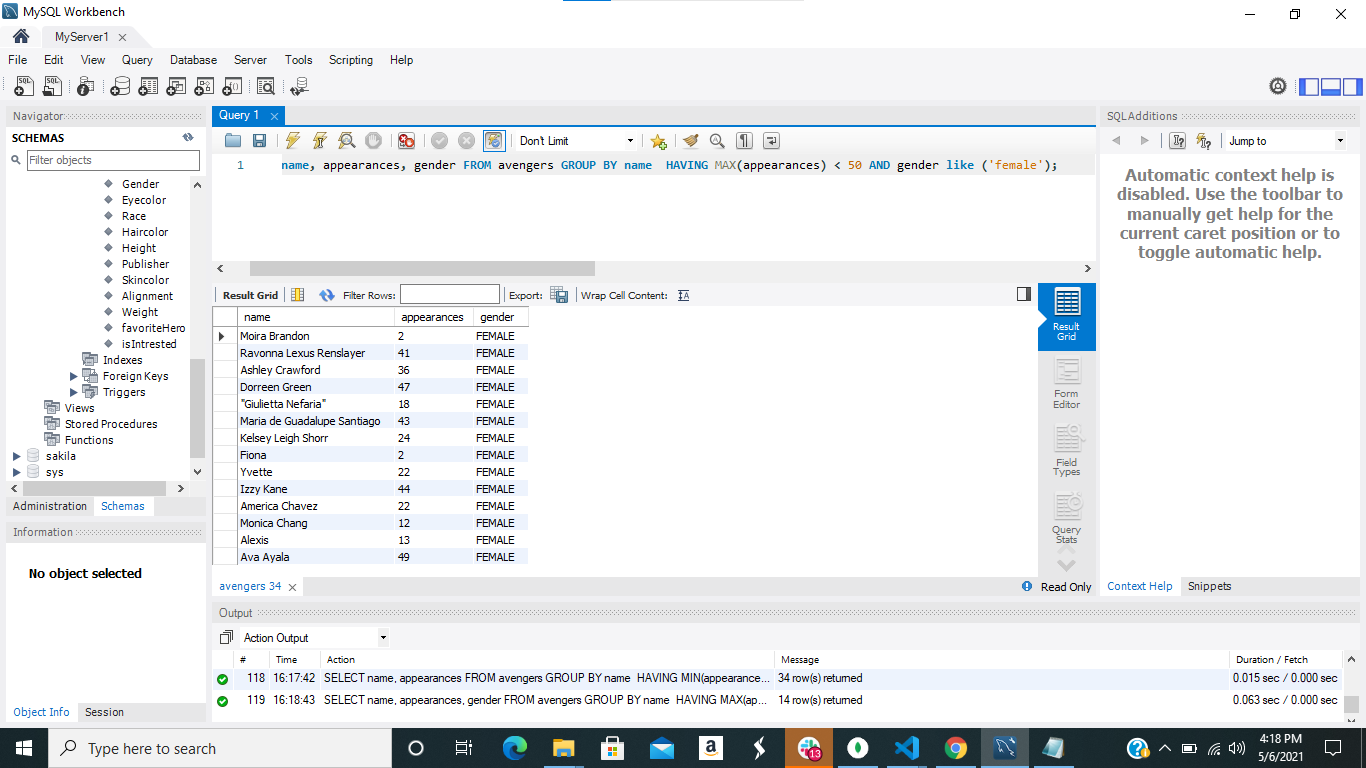 MySQL Workbench
MyServer1
File Edit View Query Database Server Tools Scripting Help
Navigator
SCHEMAS
Filter objects
Gender
Eyecolor
Race
Haircolor
Height
Publisher
Skincolor
Alignment
Weight
favoriteHero
isIntrested
Indexes
Foreign Keys
Triggers
Views
Stored Procedures
Functions
sakila
sys
Administration Schemas
Information
No object selected
Object Info Session
Query 1
Don't Limit
1 name, appearances, gender FROM avengers GROUP BY name  HAVING MAX(appearances) < 50 AND gender like ('female');
Result Grid Filter Rows: Export: Wrap Cell Content:
name appearances gender
Moira Brandon 2 FEMALE
Ravonna Lexus Renslayer 41 FEMALE
Ashley Crawford 36 FEMALE
Dorreen Green 47 FEMALE
"Giulietta Nefaria" 18 FEMALE
Maria de Guadalupe Santiago 43 FEMALE
Kelsey Leigh Shorr 24 FEMALE
Fiona 2 FEMALE
Yvette 22 FEMALE
Izzy Kane 44 FEMALE
America Chavez 22 FEMALE
Monica Chang 12 FEMALE
Alexis 13 FEMALE
Ava Ayala 49 FEMALE
Result
Grid
Form
Editor
Field
Types
Query
Stats
avengers 34
Read Only
SQLAdditions
Jump to
Automatic context help is
disabled. Use the toolbar to
manually get help for the
current caret position or to
toggle automatic help.
Context Help Snippets
Output
Action Output
# Time Action Message Duration / Fetch
118 16:17:42 SELECT name, appearances FROM avengers GROUP BY name  HAVING MIN(appearance... 34 row(s) returned 0.015 sec / 0.000 sec
119 16:18:43 SELECT name, appearances, gender FROM avengers GROUP BY name  HAVING MAX(ap... 14 row(s) returned 0.063 sec / 0.000 sec
Type here to search
13
4:18 PM
5/6/2021